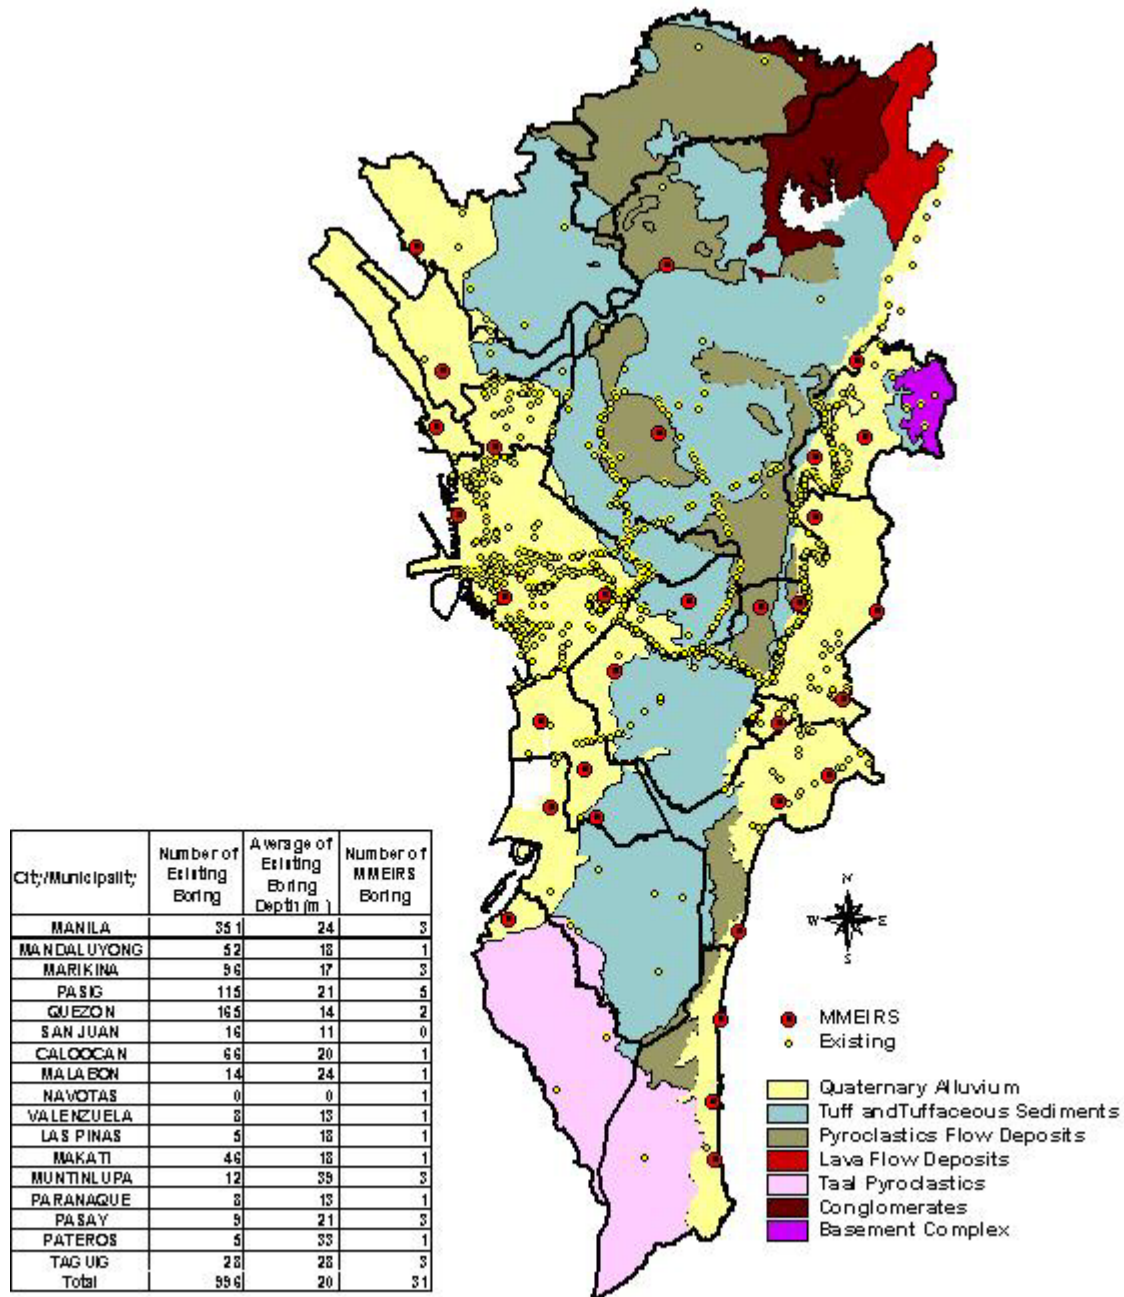 City/Municipality Number of Existing Boring Average of Existing Boring Depth (m ) Number of MMEIRS Boring
MANILA 351 24 3
MANDALUYONG 52 18 1
MARIKINA 96 17 3
PASIG 115 21 5
QUEZON 165 14 2
SAN JUAN 16 11 0
CALOOCAN 66 20 1
MALABON 14 24 1
NAVOTAS 0 0 1
VALENZUELA 8 13 1
LAS PINAS 5 18 1
MAKATI 46 18 1
MUNTINLUPA 12 39 3
PARANAQUE 8 13 1
PASAY 9 21 3
PATEROS 5 33 1
TAGUIG 28 28 3
Total 996 20 31
N
W E
S
MMEIRS
Existing
Quaternary Alluvium
Tuff and Tuffaceous Sediments
Pyroclastics Flow Deposits
Lava Flow Deposits
Taal Pyroclastics
Conglomerates
Basement Complex